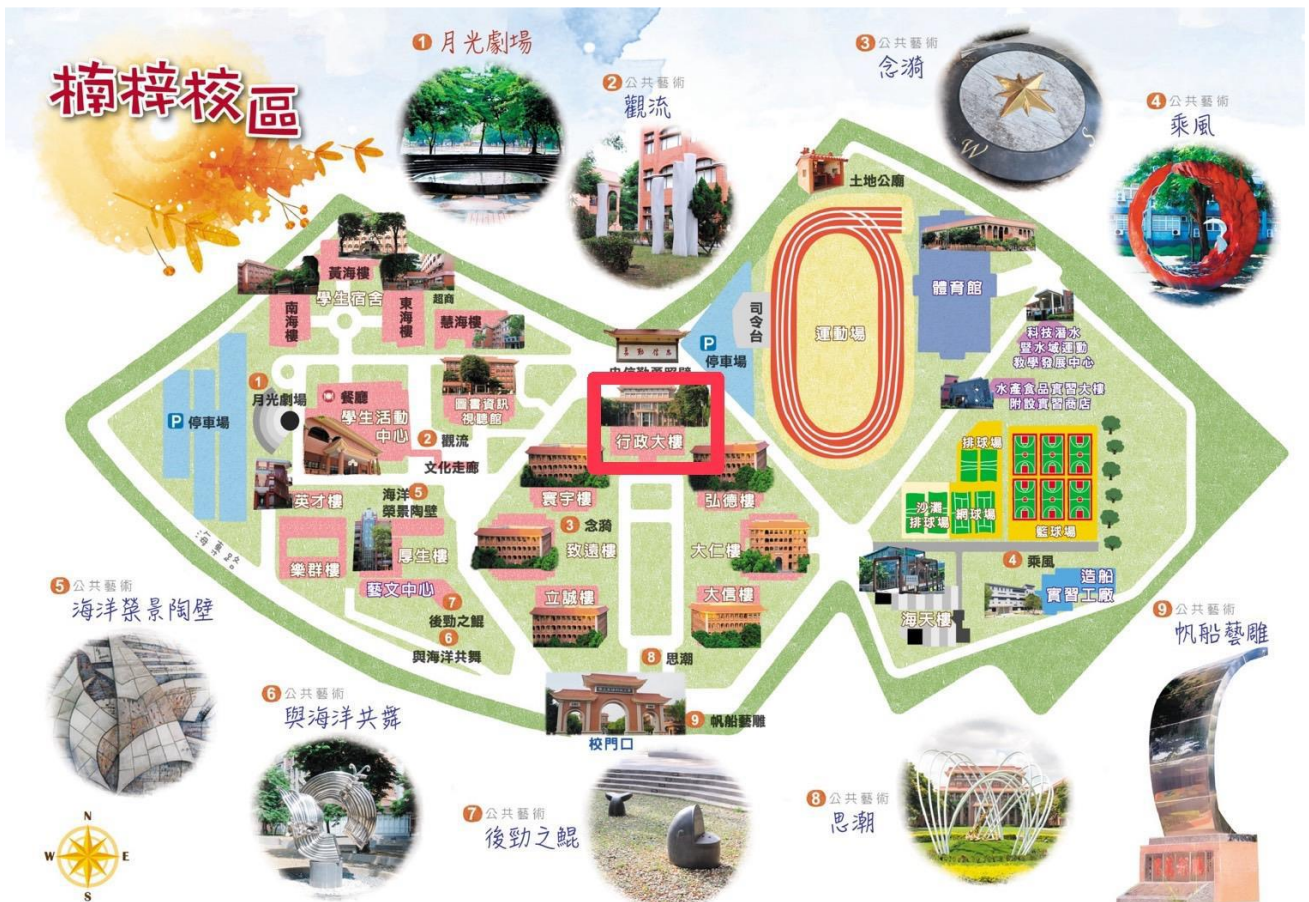 楠梓校區
1 月光劇場
2 公共藝術
觀流
3 公共藝術
念漪
4 公共藝術
乘風
土地公廟
黃海樓
學生宿舍
南海樓
東海樓
超商
慧海樓
體育館
司令台
運動場
P 停車場
科技潛水
暨水域運動
教學發展中心
水產食品實習大樓
附設實習商店
忠信勤勇照壁
1
月光劇場
餐廳
學生活動
中心
圖書資訊
視聽館
P 停車場
2 觀流
文化走廊
行政大樓
排球場
沙灘
排球場
網球場
籃球場
英才樓
海洋 5
榮景陶壁
寰宇樓
弘德樓
3 念漪
致遠樓
大仁樓
海專路
樂群樓
厚生樓
藝文中心
立誠樓
大信樓
4 乘風
造船
實習工廠
海天樓
7
後勁之鯤
6
與海洋共舞
8 思潮
9 帆船藝雕
校門口
5 公共藝術
海洋榮景陶壁
6 公共藝術
與海洋共舞
7 公共藝術
後勁之鯤
8 公共藝術
思潮
9 公共藝術
帆船藝雕
N
W E
S